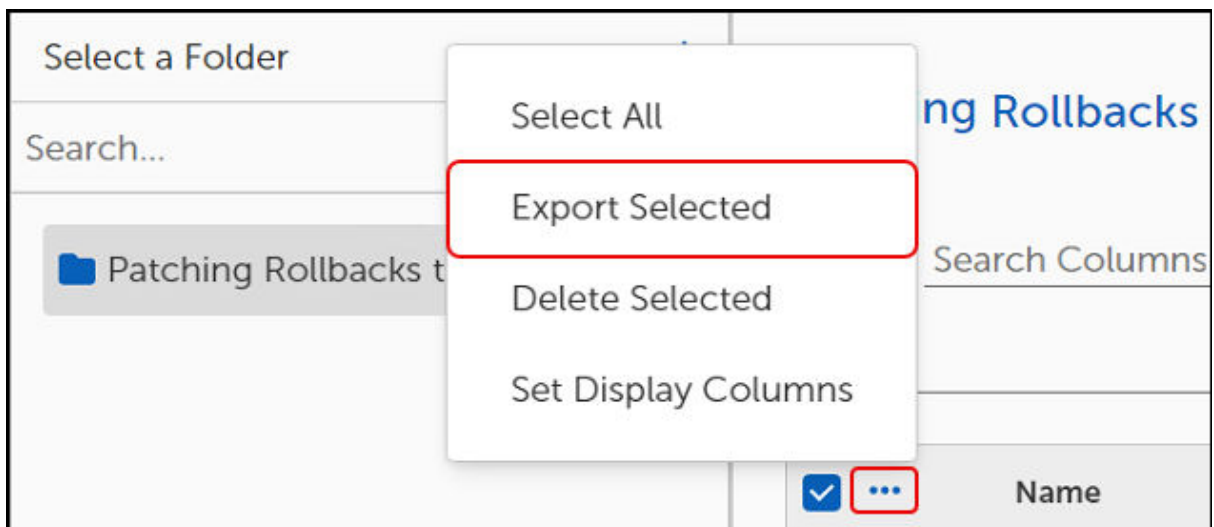 Select a Folder
Search...
Patching Rollbacks t
Select All
Export Selected
Delete Selected
Set Display Columns
ng Rollbacks
Search Columns
Name